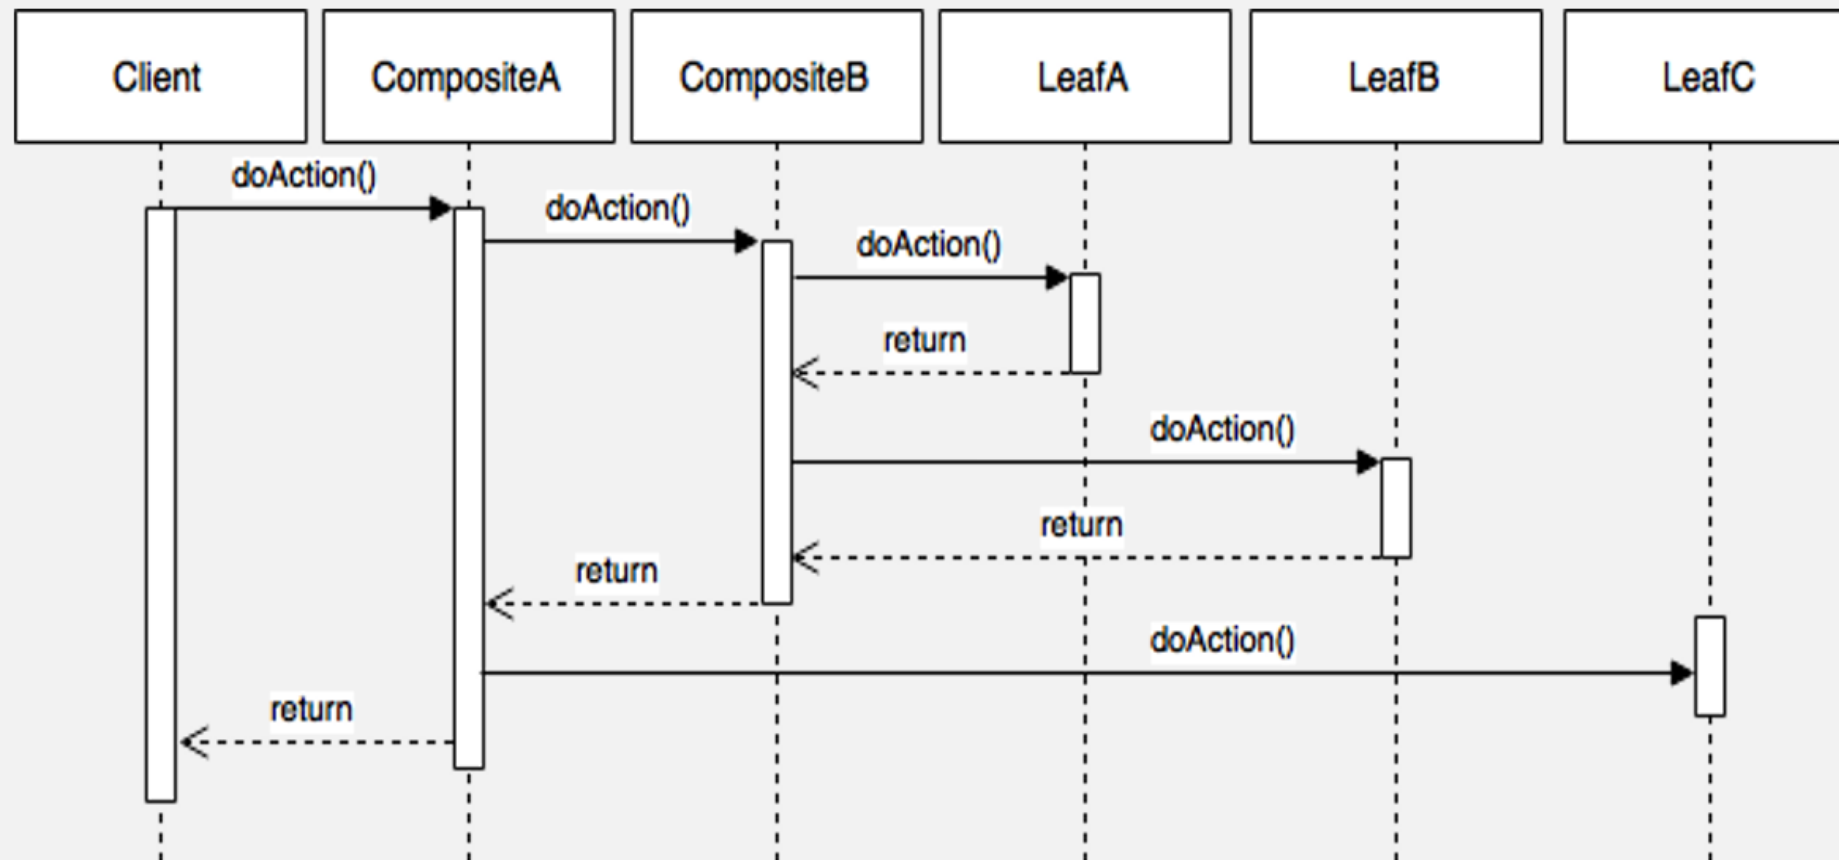 Client
CompositeA
CompositeB
LeafA
LeafB
LeafC
doAction()
doAction()
doAction()
return
doAction()
return
return
doAction()
return